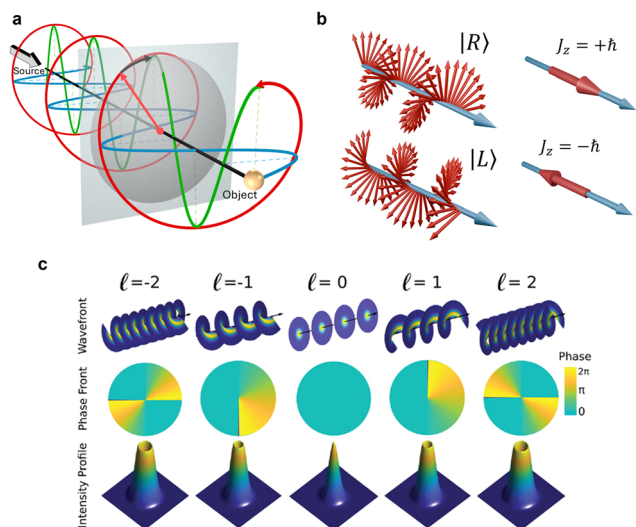 a
Source
Object
b
|R⟩
J_z = +ħ
|L⟩
J_z = −ħ
c
ℓ=-2 ℓ=-1 ℓ= 0 ℓ= 1 ℓ= 2
Wavefront
Phase Front
Phase
2π
π
0
Intensity Profile